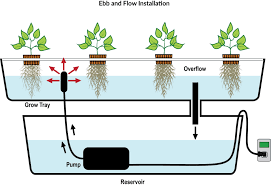 Ebb and Flow Installation
Grow Tray
Overflow
Pump
Reservoir